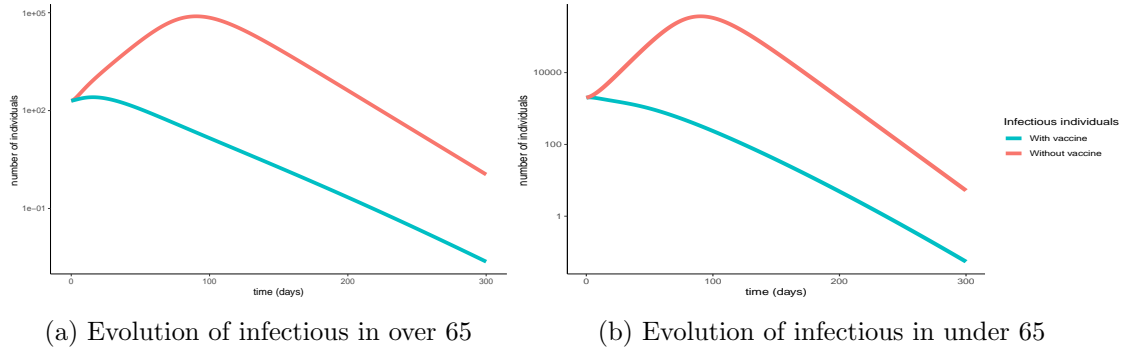 1e+05
1e+02
1e−01
number of individuals
0
100
200
300
time (days)
(a) Evolution of infectious in over 65
10000
100
1
number of individuals
0
100
200
300
time (days)
(b) Evolution of infectious in under 65
Infectious individuals
With vaccine
Without vaccine